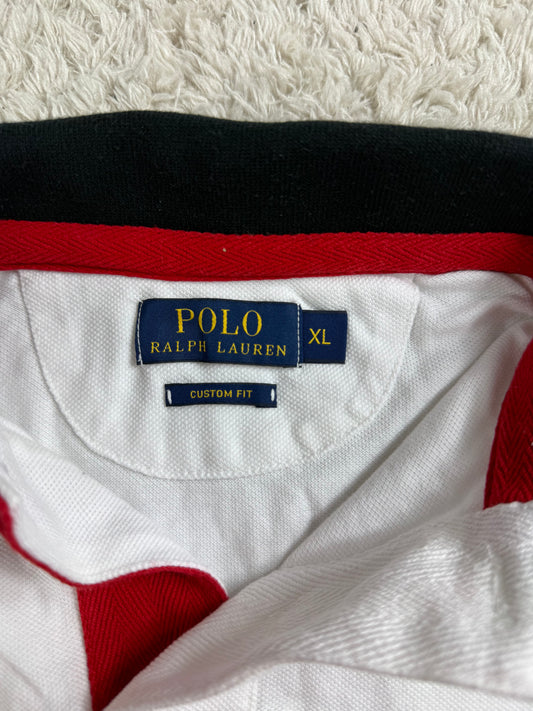 POLO
RALPH LAUREN
XL
CUSTOM FIT